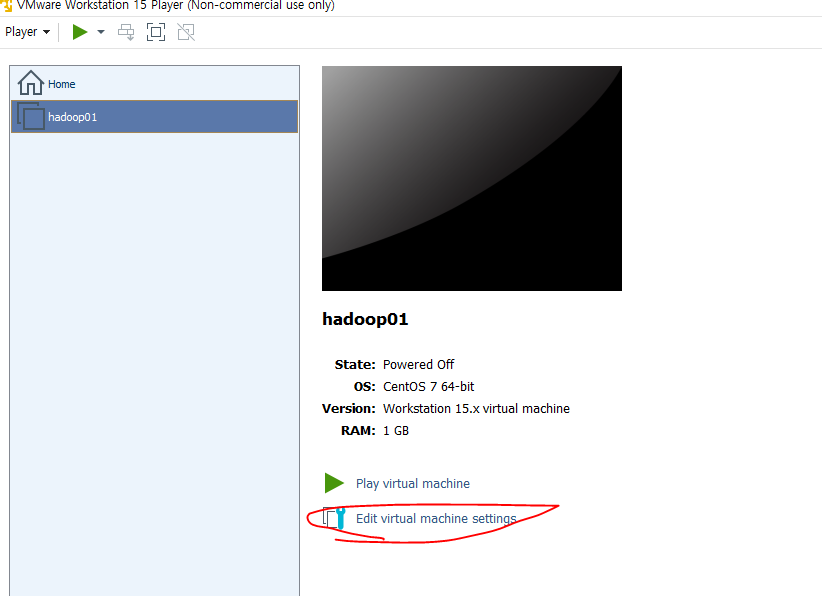 VMware Workstation 15 Player (Non-commercial use only)
Player
Home
hadoop01
hadoop01
State: Powered Off
OS: CentOS 7 64-bit
Version: Workstation 15.x virtual machine
RAM: 1 GB
Play virtual machine
Edit virtual machine settings